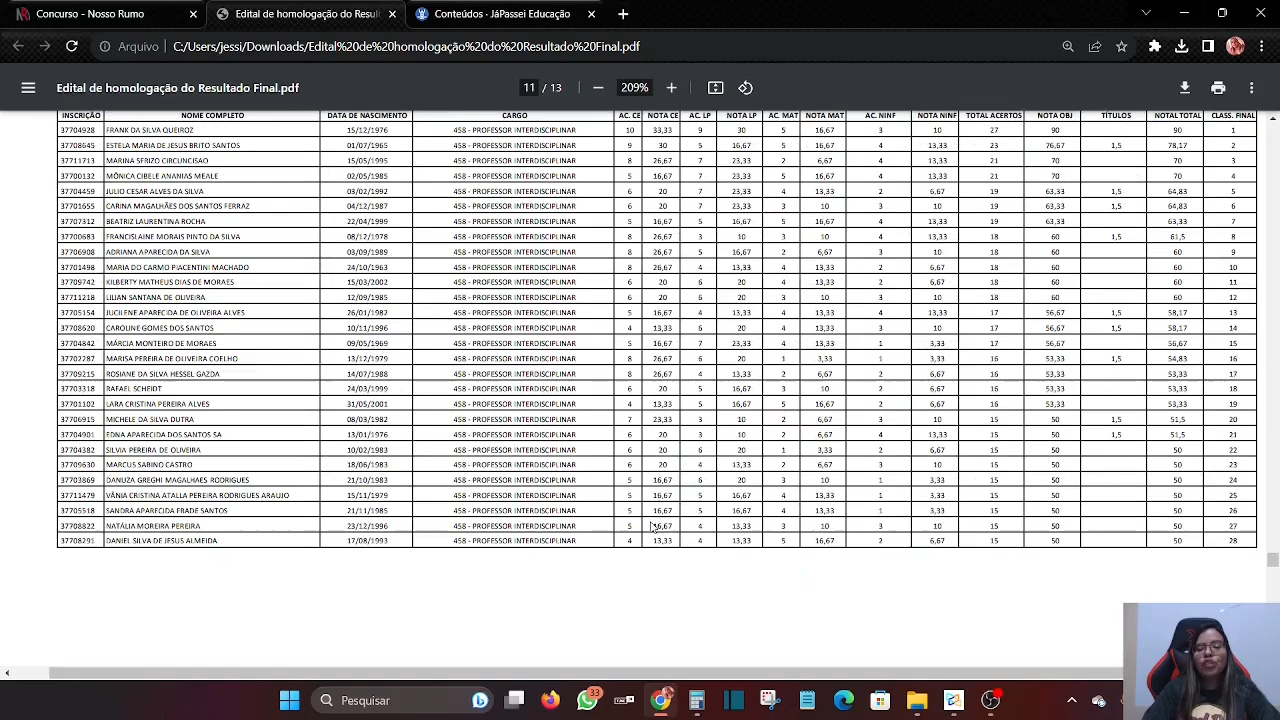 Concurso - Nosso Rumo
Edital de homologação do Result
Conteúdos · JáPassei Educação
Arquivo C:/Users/jessi/Downloads/Edital%20de%20homologação%20do%20Resultado%20Final.pdf
Edital de homologação do Resultado Final.pdf 11 / 13 209%
INSCRIÇÃO NOME COMPLETO DATA DE NASCIMENTO CARGO AC. CE NOTA CE AC. LP NOTA LP AC. MAT NOTA MAT AC. NINF NOTA NINF TOTAL ACERTOS NOTA OBJ TÍTULOS NOTAL TOTAL CLASS. FINAL
37704928 FRANK DA SILVA QUEIROZ 15/12/1976 458 - PROFESSOR INTERDISCIPLINAR 10 33,33 9 30 5 16,67 3 10 27 90 90 1
37708645 ESTELA MARIA DE JESUS BRITO SANTOS 01/07/1965 458 - PROFESSOR INTERDISCIPLINAR 9 30 5 16,67 5 16,67 4 13,33 23 76,67 1,5 78,17 2
37711713 MARINA SFRIZO CIRCUNCISAO 15/05/1995 458 - PROFESSOR INTERDISCIPLINAR 8 26,67 7 23,33 2 6,67 4 13,33 21 70 70 3
37700132 MÔNICA CIBELE ANANIAS MEALE 02/05/1985 458 - PROFESSOR INTERDISCIPLINAR 5 16,67 7 23,33 5 16,67 4 13,33 21 70 70 4
37704459 JULIO CESAR ALVES DA SILVA 03/02/1992 458 - PROFESSOR INTERDISCIPLINAR 6 20 7 23,33 4 13,33 2 6,67 19 63,33 1,5 64,83 5
37701655 CARINA MAGALHÃES DOS SANTOS FERRAZ 04/12/1987 458 - PROFESSOR INTERDISCIPLINAR 6 20 7 23,33 3 10 3 10 19 63,33 1,5 64,83 6
37707312 BEATRIZ LAURENTINA ROCHA 22/04/1999 458 - PROFESSOR INTERDISCIPLINAR 5 16,67 5 16,67 5 16,67 4 13,33 19 63,33 63,33 7
37700683 FRANCISLAINE MORAIS PINTO DA SILVA 08/12/1978 458 - PROFESSOR INTERDISCIPLINAR 8 26,67 3 10 3 10 4 13,33 18 60 1,5 61,5 8
37706908 ADRIANA APARECIDA DA SILVA 03/09/1989 458 - PROFESSOR INTERDISCIPLINAR 8 26,67 5 16,67 2 6,67 3 10 18 60 60 9
37701498 MARIA DO CARMO PIACENTINI MACHADO 24/10/1963 458 - PROFESSOR INTERDISCIPLINAR 8 26,67 4 13,33 4 13,33 2 6,67 18 60 60 10
37709742 KILBERTY MATHEUS DIAS DE MORAES 15/03/2002 458 - PROFESSOR INTERDISCIPLINAR 6 20 6 20 4 13,33 2 6,67 18 60 60 11
37711218 LILIAN SANTANA DE OLIVEIRA 12/09/1985 458 - PROFESSOR INTERDISCIPLINAR 6 20 6 20 3 10 3 10 18 60 60 12
37705154 JUCILENE APARECIDA DE OLIVEIRA ALVES 26/01/1982 458 - PROFESSOR INTERDISCIPLINAR 5 16,67 4 13,33 4 13,33 4 13,33 17 56,67 1,5 58,17 13
37708620 CAROLINE GOMES DOS SANTOS 10/11/1996 458 - PROFESSOR INTERDISCIPLINAR 4 13,33 6 20 4 13,33 3 10 17 56,67 1,5 58,17 14
37704842 MÁRCIA MONTEIRO DE MORAES 09/05/1969 458 - PROFESSOR INTERDISCIPLINAR 5 16,67 7 23,33 4 13,33 1 3,33 17 56,67 56,67 15
37702287 MARISA PEREIRA DE OLIVEIRA COELHO 13/12/1979 458 - PROFESSOR INTERDISCIPLINAR 8 26,67 6 20 1 3,33 1 3,33 16 53,33 1,5 54,83 16
37709215 ROSIANE DA SILVA HESSEL GAZDA 14/07/1988 458 - PROFESSOR INTERDISCIPLINAR 8 26,67 4 13,33 2 6,67 2 6,67 16 53,33 53,33 17
37703318 RAFAEL SCHEIDT 24/03/1999 458 - PROFESSOR INTERDISCIPLINAR 6 20 5 16,67 3 10 2 6,67 16 53,33 53,33 18
37701102 LARA CRISTINA PEREIRA ALVES 31/05/2001 458 - PROFESSOR INTERDISCIPLINAR 4 13,33 5 16,67 5 16,67 2 6,67 16 53,33 53,33 19
37706915 MICHELE DA SILVA DUTRA 08/03/1982 458 - PROFESSOR INTERDISCIPLINAR 7 23,33 3 10 2 6,67 3 10 15 50 1,5 51,5 20
37704901 EDNA APARECIDA DOS SANTOS SA 13/01/1976 458 - PROFESSOR INTERDISCIPLINAR 6 20 3 10 2 6,67 4 13,33 15 50 1,5 51,5 21
37704382 SILVIA PEREIRA DE OLIVEIRA 10/02/1983 458 - PROFESSOR INTERDISCIPLINAR 6 20 6 20 1 3,33 2 6,67 15 50 50 22
37709630 MARCUS SABINO CASTRO 18/06/1983 458 - PROFESSOR INTERDISCIPLINAR 6 20 4 13,33 2 6,67 3 10 15 50 50 23
37703869 DANUZA GREGHI MAGALHAES RODRIGUES 21/10/1983 458 - PROFESSOR INTERDISCIPLINAR 5 16,67 6 20 3 10 1 3,33 15 50 50 24
37711479 VÂNIA CRISTINA ATALLA PEREIRA RODRIGUES ARAUJO 15/11/1979 458 - PROFESSOR INTERDISCIPLINAR 5 16,67 5 16,67 4 13,33 1 3,33 15 50 50 25
37705518 SANDRA APARECIDA FRADE SANTOS 21/11/1985 458 - PROFESSOR INTERDISCIPLINAR 5 16,67 5 16,67 4 13,33 1 3,33 15 50 50 26
37708822 NATÁLIA MOREIRA PEREIRA 23/12/1996 458 - PROFESSOR INTERDISCIPLINAR 5 16,67 4 13,33 3 10 3 10 15 50 50 27
37708291 DANIEL SILVA DE JESUS ALMEIDA 17/08/1993 458 - PROFESSOR INTERDISCIPLINAR 4 13,33 4 13,33 5 16,67 2 6,67 15 50 50 28
Pesquisar 33